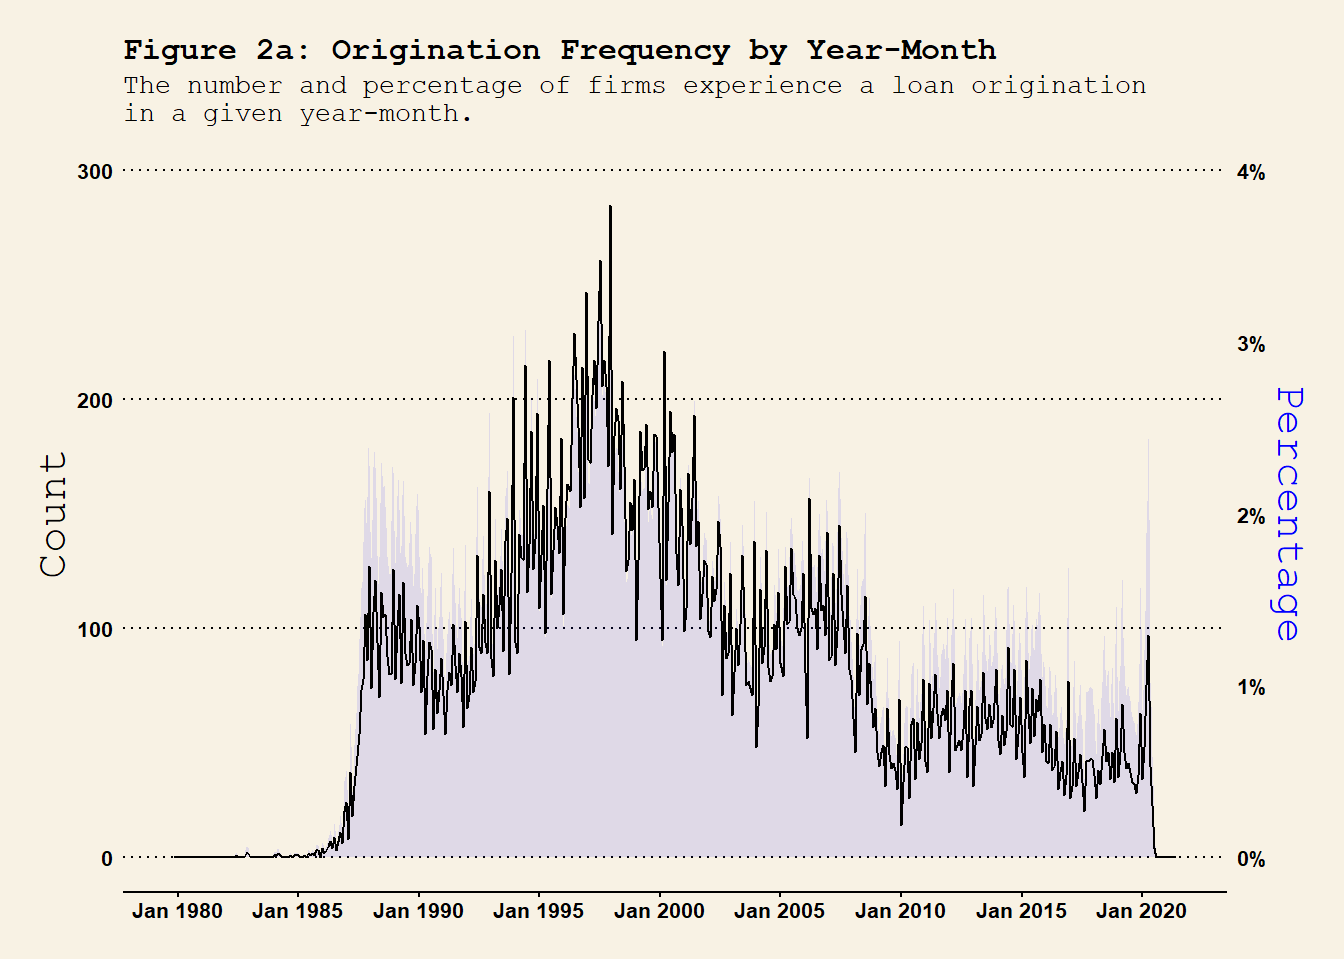 Figure 2a: Origination Frequency by Year-Month
The number and percentage of firms experience a loan origination
in a given year-month.
300
200
100
0
Count
4%
3%
2%
1%
0%
Percentage
Jan 1980 Jan 1985 Jan 1990 Jan 1995 Jan 2000 Jan 2005 Jan 2010 Jan 2015 Jan 2020